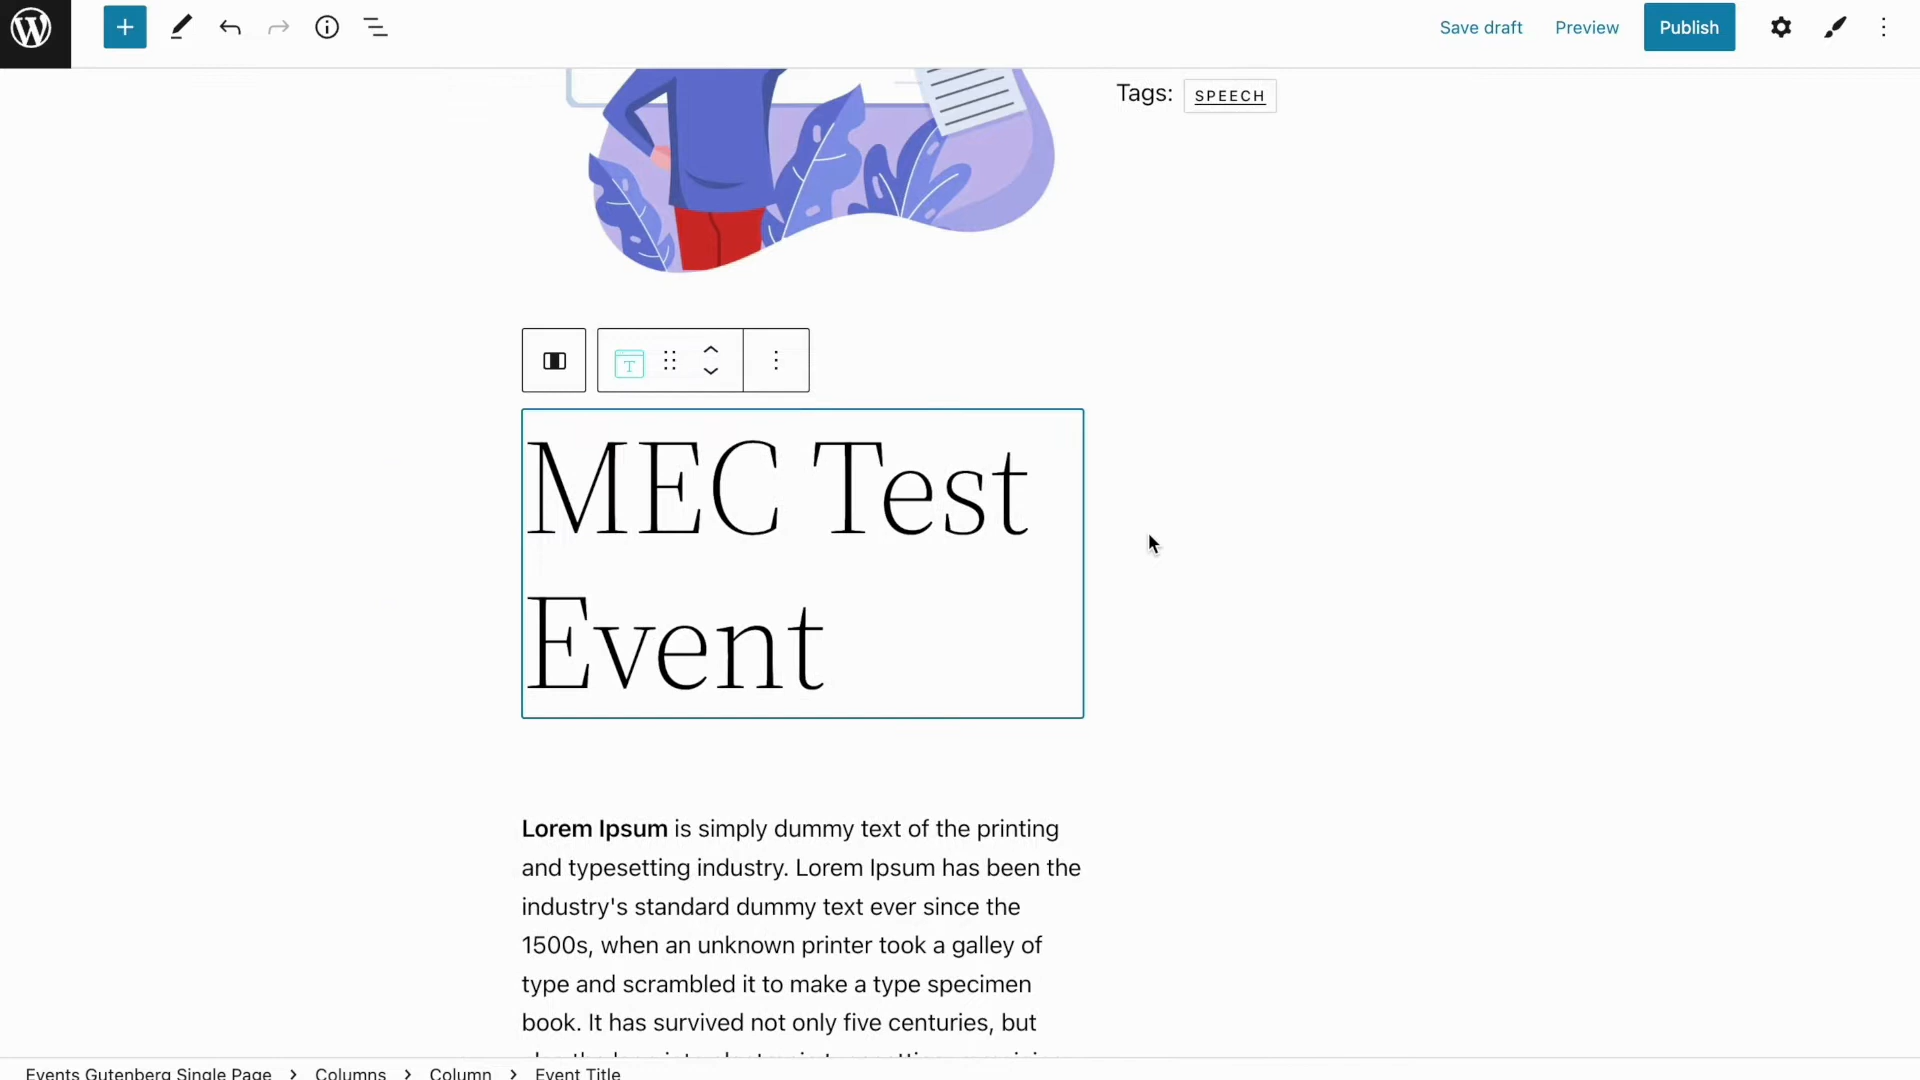 Save draft
Preview
Publish
Tags: SPEECH
MEC Test
Event
Lorem Ipsum is simply dummy text of the printing
and typesetting industry. Lorem Ipsum has been the
industry's standard dummy text ever since the
1500s, when an unknown printer took a galley of
type and scrambled it to make a type specimen
book. It has survived not only five centuries, but
Events Gutenberg Single Page > Columns > Column > Event Title